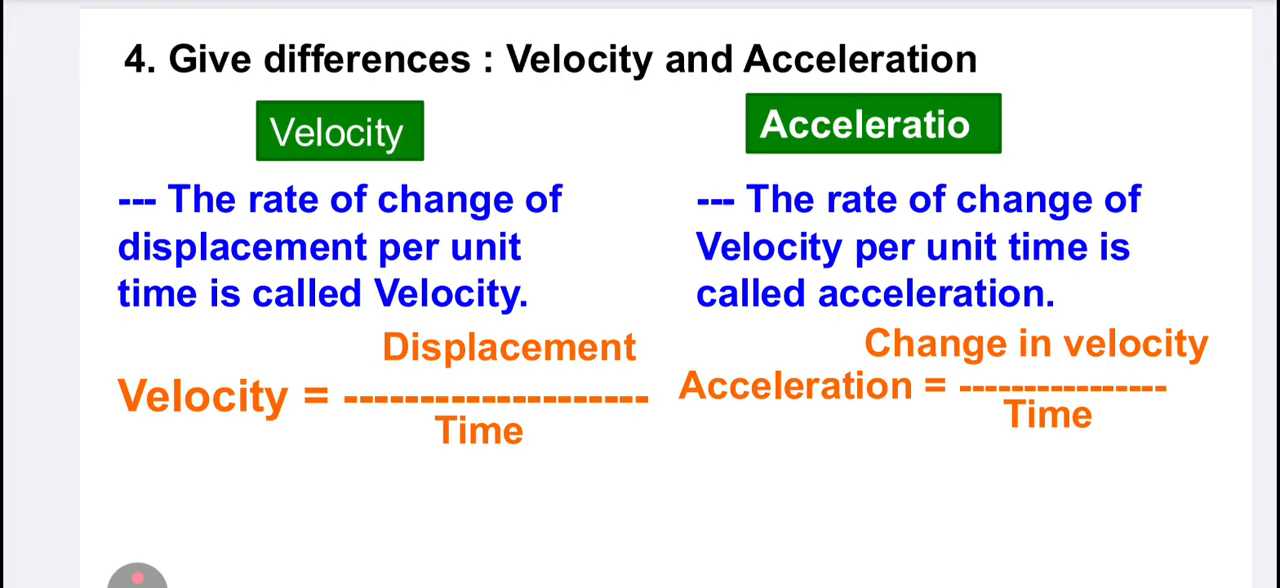 4. Give differences : Velocity and Acceleration
Velocity
--- The rate of change of
displacement per unit
time is called Velocity.
Displacement
Velocity = ---------------------
Time
Acceleratio
--- The rate of change of
Velocity per unit time is
called acceleration.
Change in velocity
Acceleration = ----------------
Time